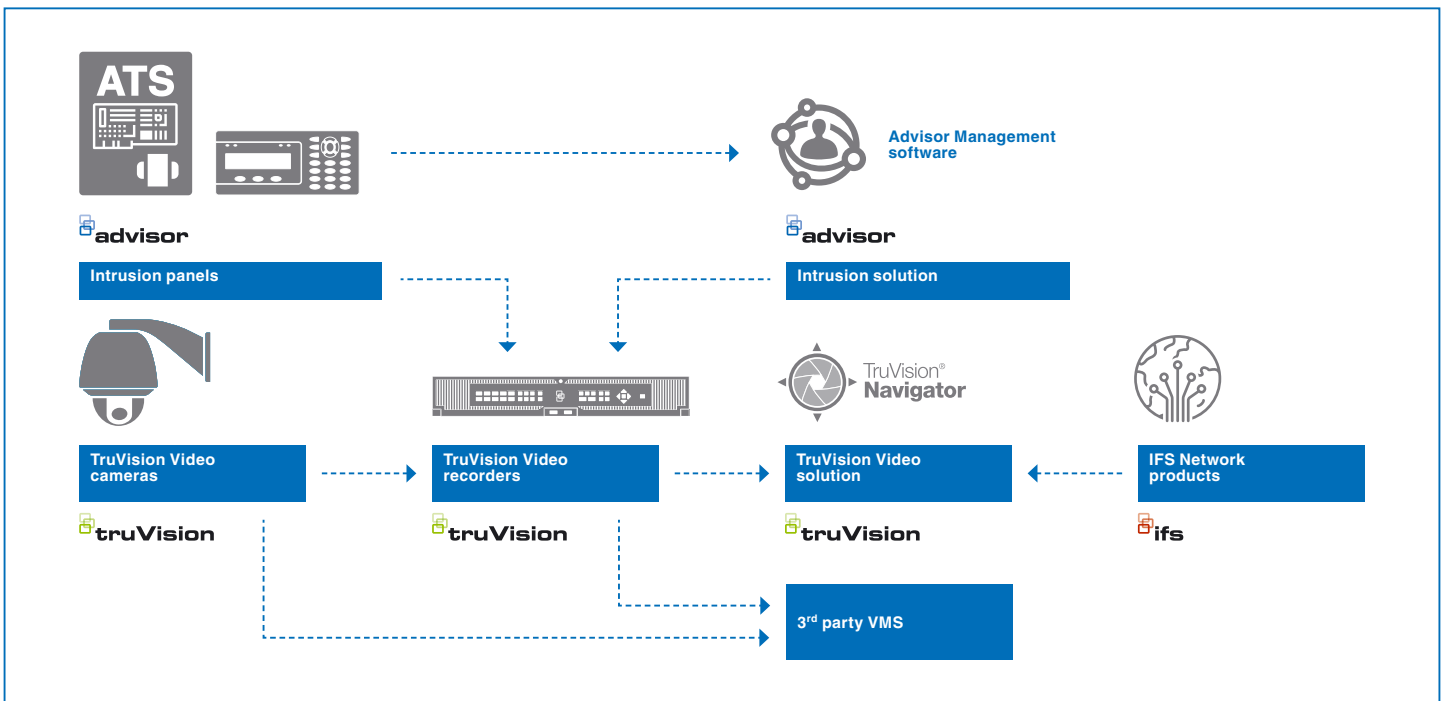 ATS
Advisor Management
software
advisor
advisor
Intrusion panels
Intrusion solution
TruVision®
Navigator
TruVision Video
cameras
TruVision Video
recorders
TruVision Video
solution
IFS Network
products
truVision
truVision
truVision
ifs
3rd party VMS